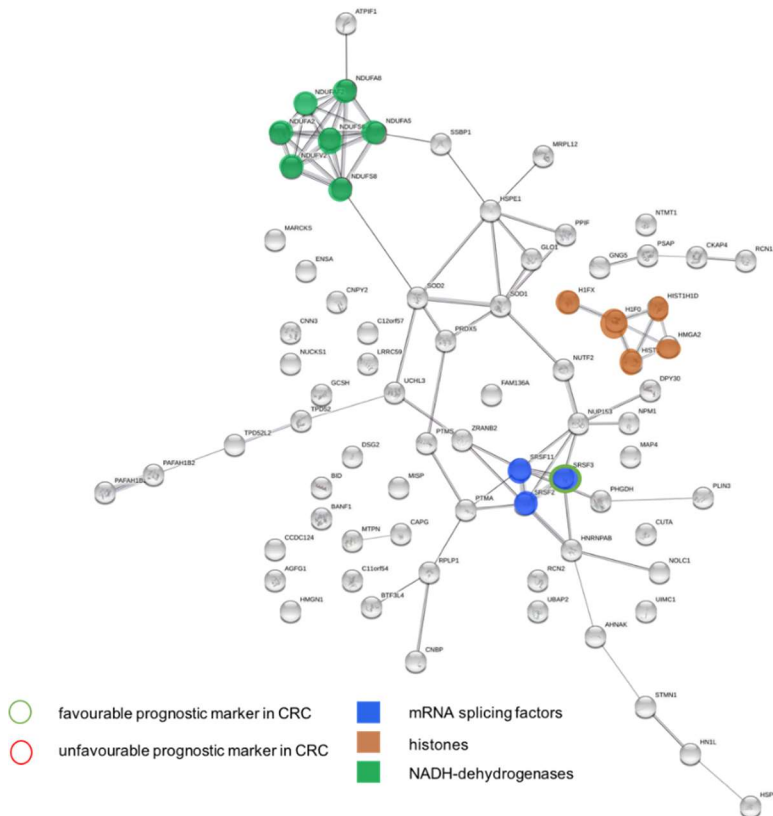 ATPIF1
NDUFA8
NDUFA2
NDUFS6
NDUFA5
NDUFV2
NDUFS8
SSBP1
MRPL12
HSPE1
MARCKS
PPIF
NTMT1
GLO1
GNG5
PSAP
CKAP4
RCN1
ENSA
CNPY2
SOD2
SOD1
H1FX
H1F0
HIST1H1D
CNN3
C12orf57
PRDX5
HMGA2
NUCKS1
LRRC59
NUTF2
GCSH
UCHL3
FAM136A
DPY30
TPD52
NUP153
NPM1
TPD52L2
PTMS
ZRANB2
DSG2
SRSF11
SRSF3
MAP4
PAFAH1B2
BID
MISP
SRSF2
PHGDH
PLIN3
BANF1
PTMA
CCDC124
MTPN
CAPG
HNRNPAB
CUTA
AGFG1
C11orf54
RPLP1
RCN2
NOLC1
HMGN1
BTF3L4
UBAP2
UIMC1
AHNAK
CNBP
STMN1
HN1L
favourable prognostic marker in CRC
unfavourable prognostic marker in CRC
mRNA splicing factors
histones
NADH-dehydrogenases